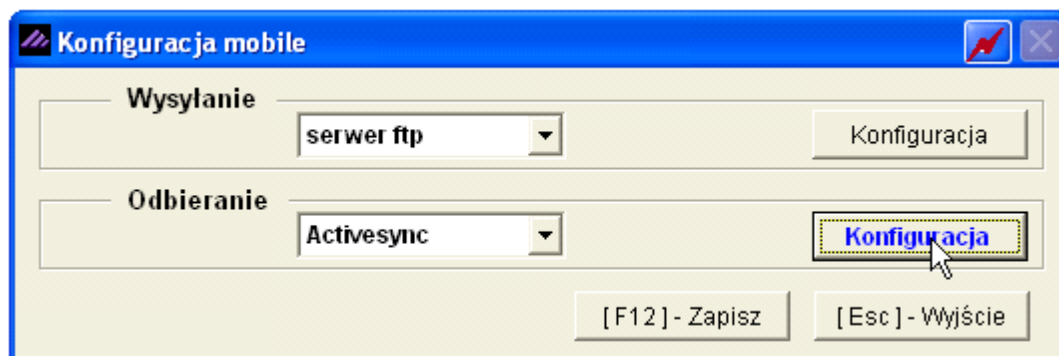 Konfiguracja mobile
Wysyłanie
serwer ftp
Konfiguracja
Odbieranie
Activesync
Konfiguracja
[ F12 ] - Zapisz
[ Esc ] - Wyjście